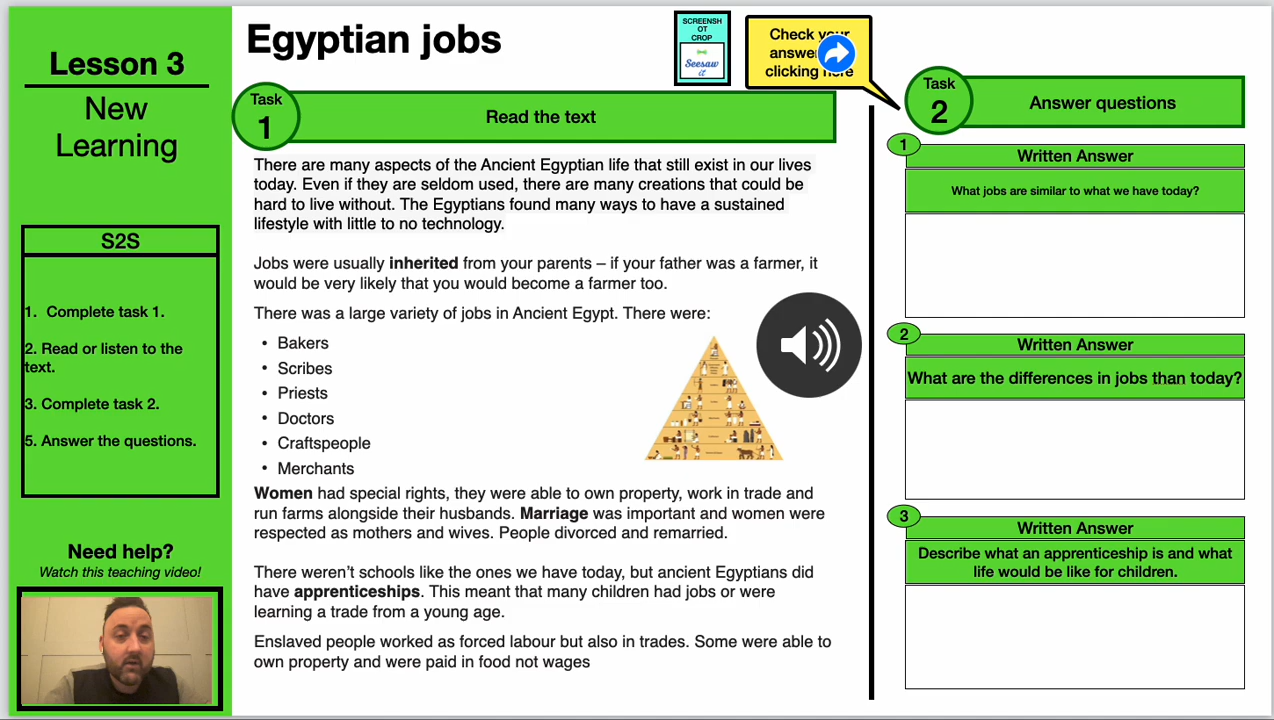 Lesson 3
New
Learning
S2S
1. Complete task 1.
2. Read or listen to the
text.
3. Complete task 2.
5. Answer the questions.
Need help?
Watch this teaching video!
Egyptian jobs
SCREENSH
OT
CROP
Seesaw
it
Check your
answers
clicking here
Task
1
Read the text
There are many aspects of the Ancient Egyptian life that still exist in our lives
today. Even if they are seldom used, there are many creations that could be
hard to live without. The Egyptians found many ways to have a sustained
lifestyle with little to no technology.
Jobs were usually inherited from your parents – if your father was a farmer, it
would be very likely that you would become a farmer too.
There was a large variety of jobs in Ancient Egypt. There were:
• Bakers
• Scribes
• Priests
• Doctors
• Craftspeople
• Merchants
Women had special rights, they were able to own property, work in trade and
run farms alongside their husbands. Marriage was important and women were
respected as mothers and wives. People divorced and remarried.
There weren't schools like the ones we have today, but ancient Egyptians did
have apprenticeships. This meant that many children had jobs or were
learning a trade from a young age.
Enslaved people worked as forced labour but also in trades. Some were able to
own property and were paid in food not wages
Task
2
Answer questions
1
Written Answer
What jobs are similar to what we have today?
2
Written Answer
What are the differences in jobs than today?
3
Written Answer
Describe what an apprenticeship is and what
life would be like for children.